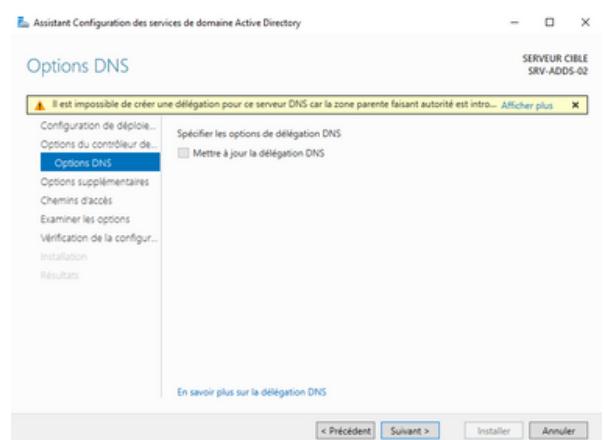 Assistant Configuration des services de domaine Active Directory
Options DNS
SERVEUR CIBLE
SRV-ADDS-02
Il est impossible de créer une délégation pour ce serveur DNS car la zone parente faisant autorité est intro... Afficher plus
Configuration de déploie...
Options du contrôleur de...
Options DNS
Options supplémentaires
Chemins d'accès
Examiner les options
Vérification de la configur...
Installation
Résultats
Spécifier les options de délégation DNS
Mettre à jour la délégation DNS
En savoir plus sur la délégation DNS
< Précédent Suivant > Installer Annuler